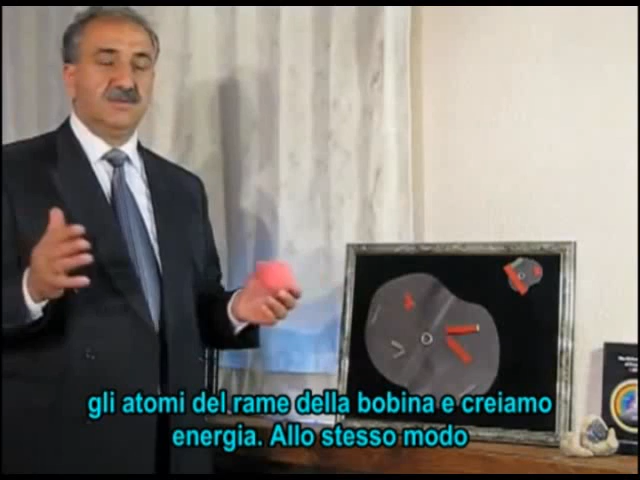 gli atomi del rame della bobina e creiamo
energia. Allo stesso modo